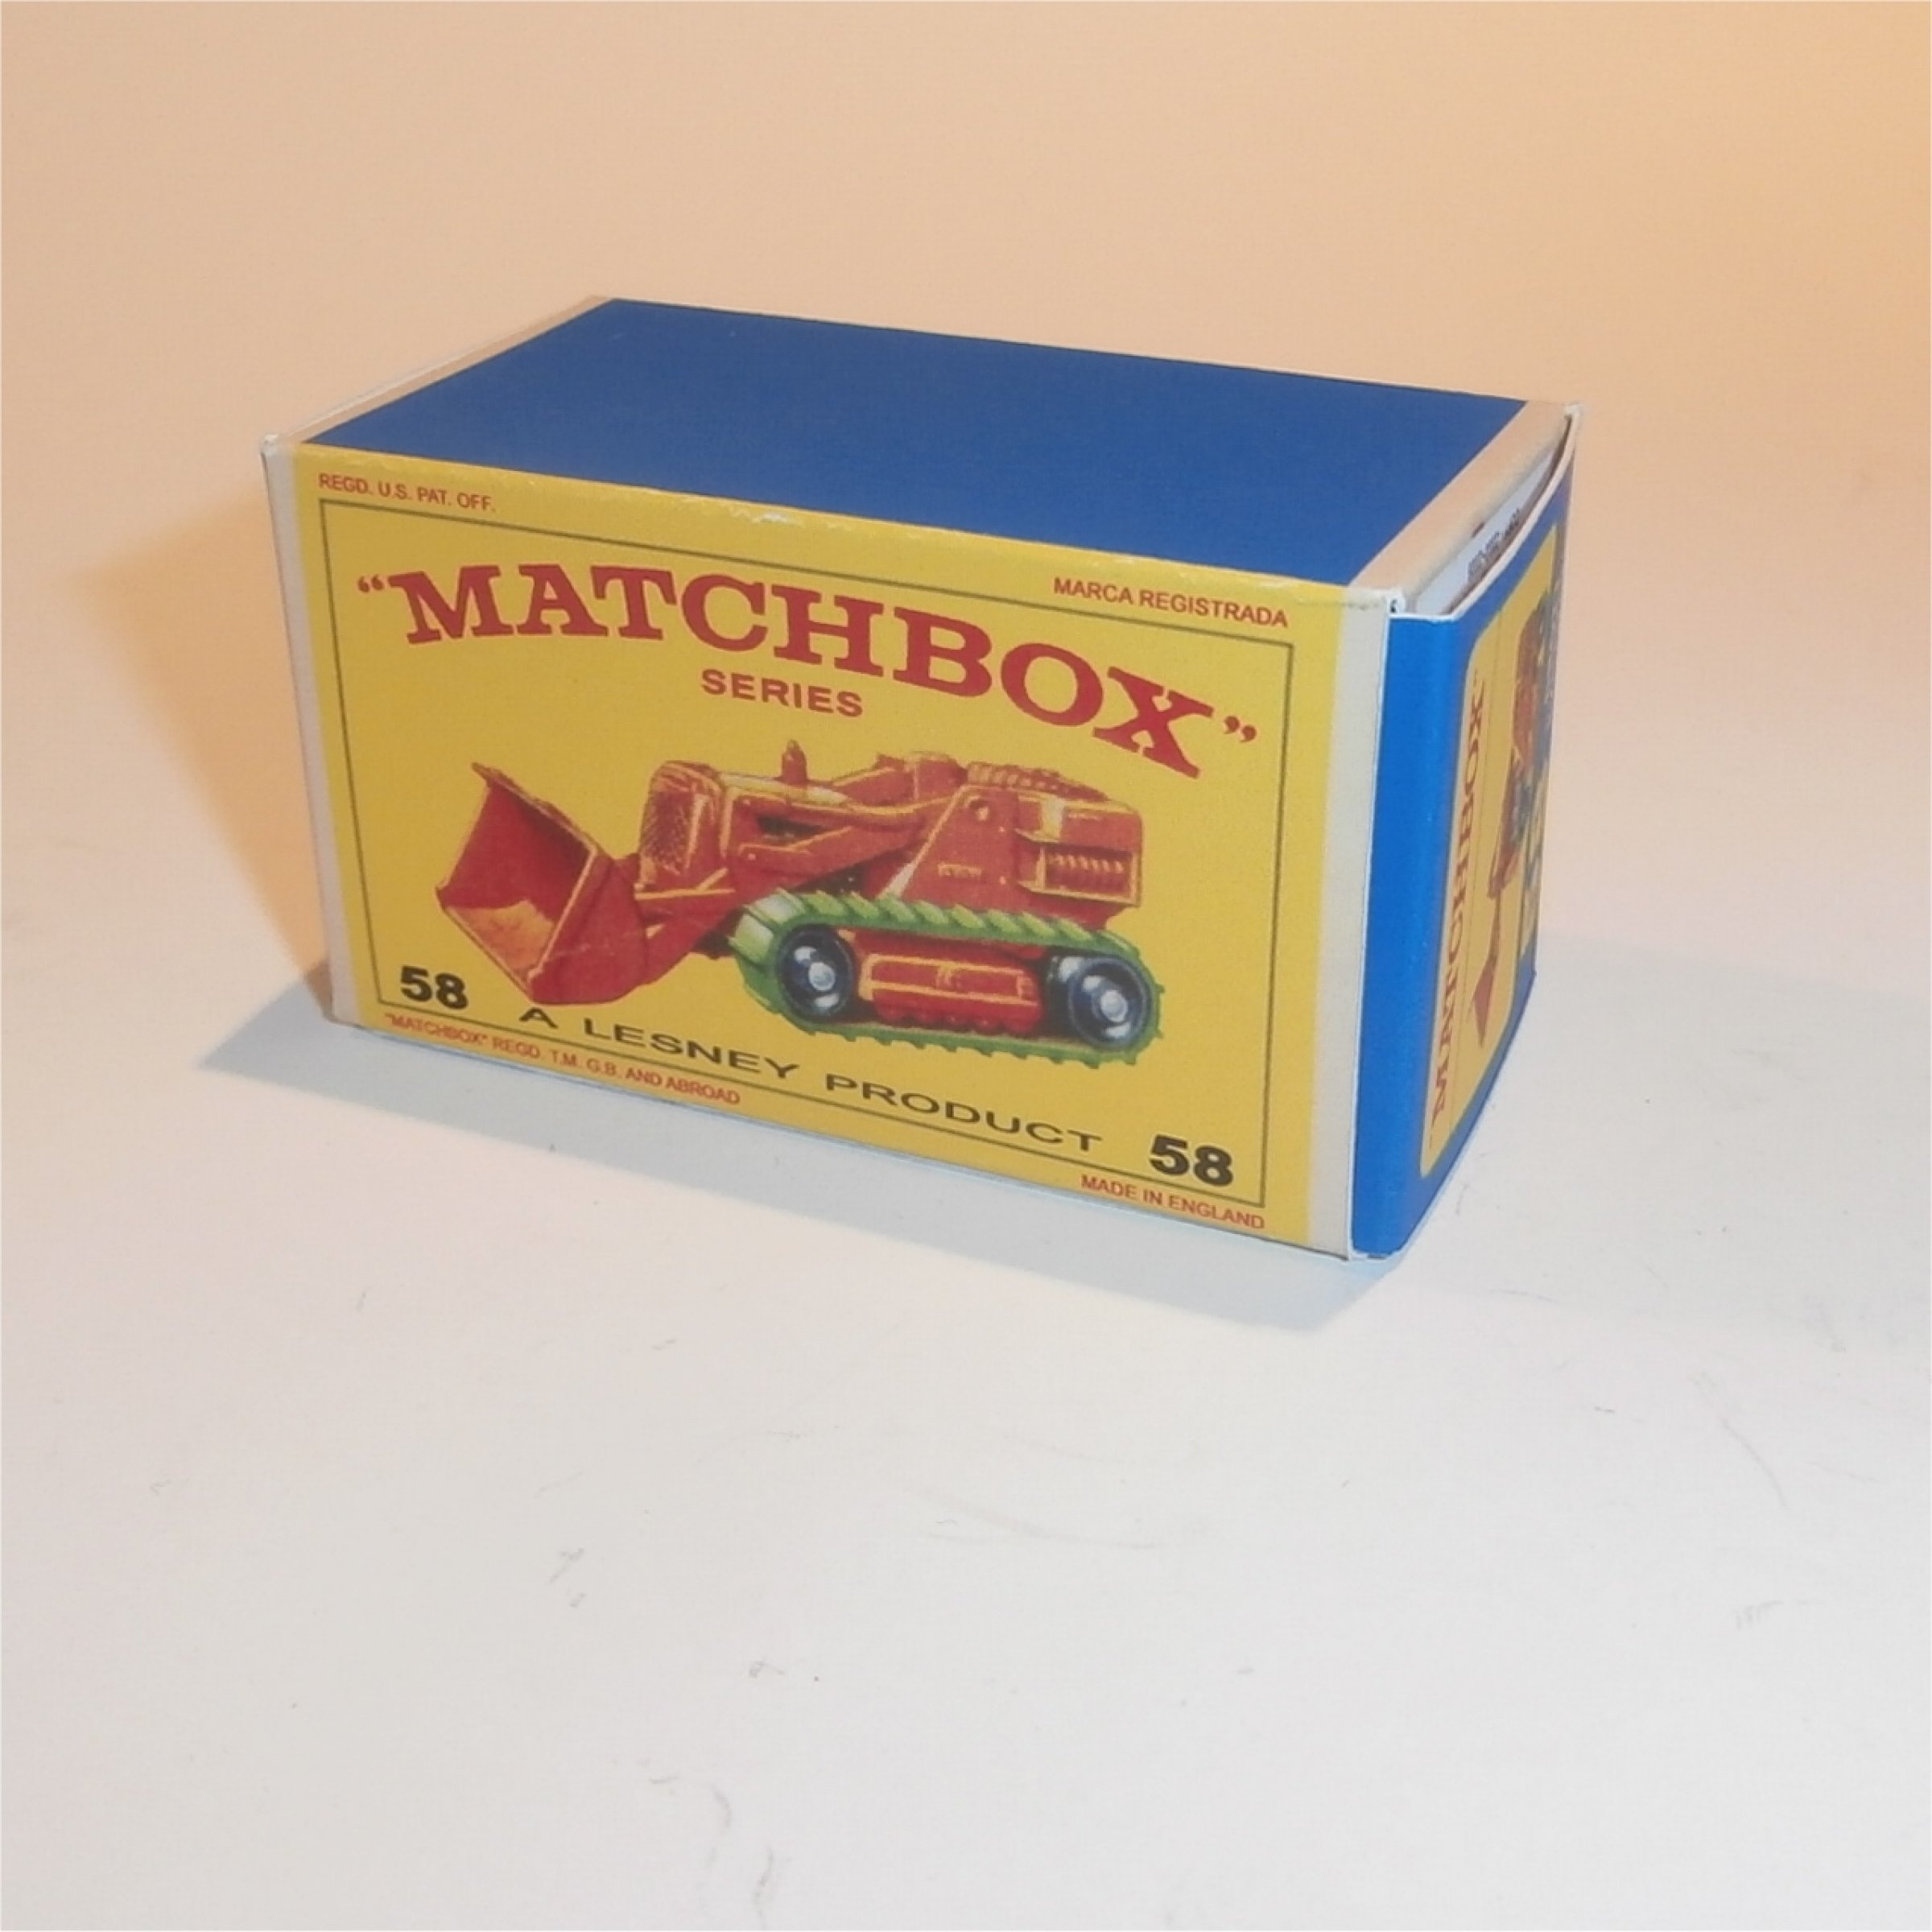 REGD. U.S. PAT. OFF.
MARCA REGISTRADA
“MATCHBOX”
SERIES
58
A LESNEY PRODUCT
58
"MATCHBOX" REGD. T.M. G.B. AND ABROAD
MADE IN ENGLAND
"MATCHBOX"